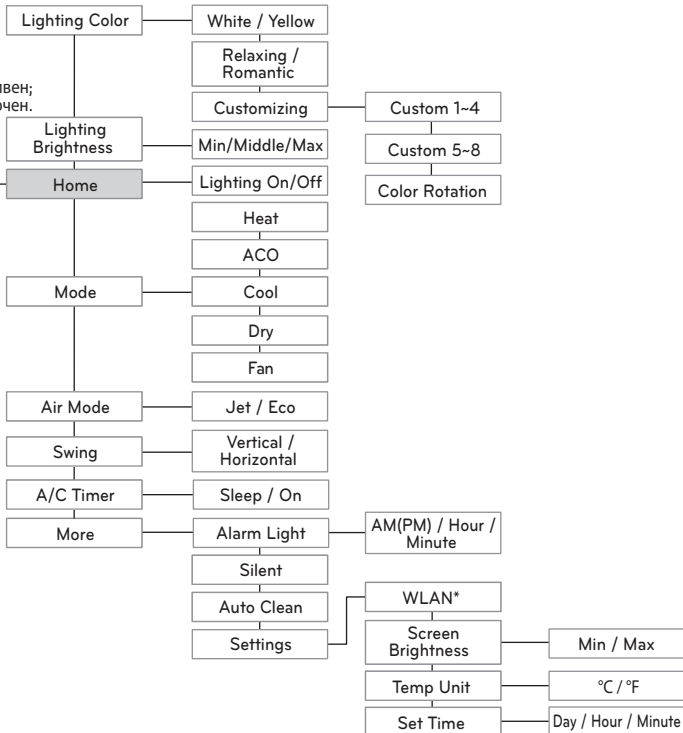 Lighting Color
White / Yellow
Relaxing /
Romantic
Customizing
Custom 1~4
Custom 5~8
Color Rotation
Lighting
Brightness
Min/Middle/Max
Home
Lighting On/Off
Heat
ACO
Mode
Cool
Dry
Fan
Air Mode
Jet / Eco
Swing
Vertical /
Horizontal
A/C Timer
Sleep / On
More
Alarm Light
AM(PM) / Hour /
Minute
Silent
Auto Clean
Settings
WLAN*
Screen
Brightness
Min / Max
Temp Unit
°C / °F
Set Time
Day / Hour / Minute